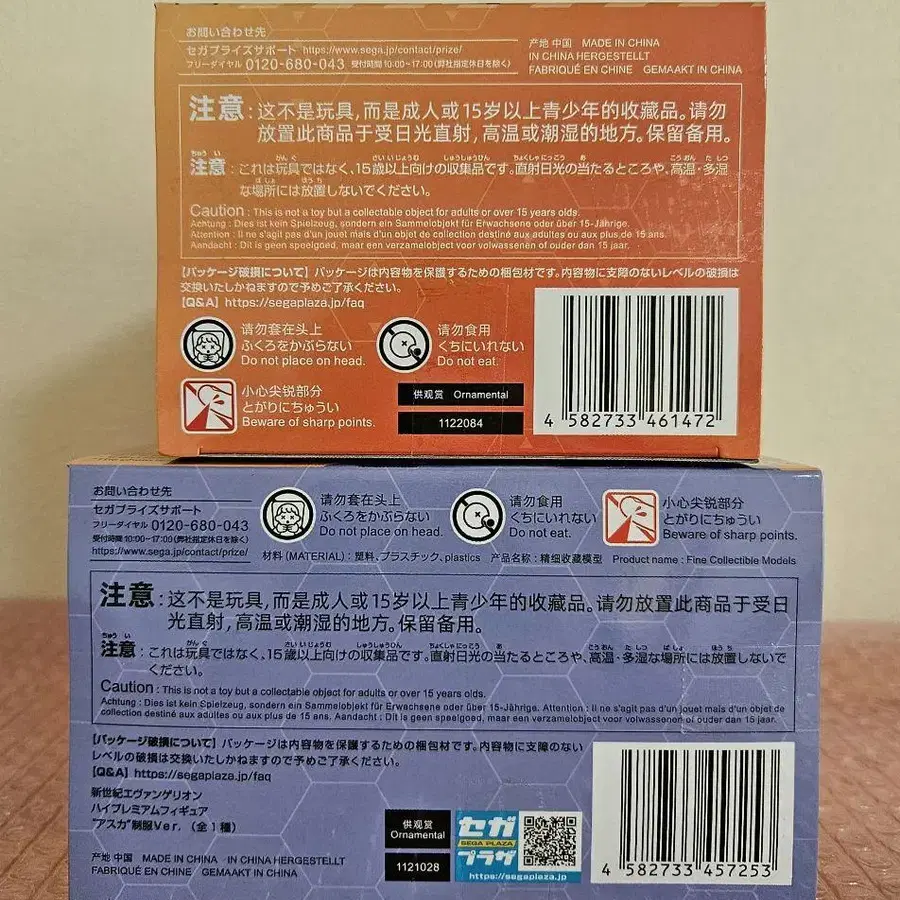 お問い合わせ先
セガプライズサポート https://www.sega.jp/contact/prize/
フリーダイヤル 0120-680-043 受付時間 10:00~17:00(弊社指定休日を除く)
产地 中国 MADE IN CHINA
IN CHINA HERGESTELLT
FABRIQUÉ EN CHINE GEMAAKT IN CHINA
注意：这不是玩具，而是成人或15岁以上青少年的收藏品。请勿
放置此商品于受日光直射，高温或潮湿的地方。保留备用。
注意：これは玩具ではなく、15歳以上向けの収集品です。直射日光の当たるところや、高温・多湿
な場所には放置しないでください。
Caution : This is not a toy but a collectable object for adults or over 15 years olds.
Achtung : Dies ist kein Spielzeug, sondern ein Sammelobjekt für Erwachsene oder über 15-Jährige.
Attention : Il ne s'agit pas d'un jouet mais d'un objet de collection destiné aux adultes ou aux plus de 15 ans.
Aandacht : Dit is geen speelgoed, maar een verzamelobject voor volwassenen of ouder dan 15 jaar.
【パッケージ破損について】パッケージは内容物を保護するための梱包材です。内容物に支障のないレベルの破損は
交換いたしかねますので予めご了承ください。
【Q&A】https://segaplaza.jp/faq
请勿套在头上
ふくろをかぶらない
Do not place on head.
请勿食用
くちにいれない
Do not eat.
小心尖锐部分
とがりにちゅうい
Beware of sharp points.
供观赏 Ornamental
1122084
4 582733 461472
お問い合わせ先
セガプライズサポート
フリーダイヤル 0120-680-043
受付時間 10:00~17:00(弊社指定休日を除く)
https://www.sega.jp/contact/prize/
请勿套在头上
ふくろをかぶらない
Do not place on head.
请勿食用
くちにいれない
Do not eat.
小心尖锐部分
とがりにちゅうい
Beware of sharp points.
材料 (MATERIAL) : 塑料、プラスチック、plastics 产品名称 : 精细收藏模型 Product name : Fine Collectible Models
注意：这不是玩具，而是成人或15岁以上青少年的收藏品。请勿放置此商品于受日
光直射，高温或潮湿的地方。保留备用。
注意：これは玩具ではなく、15歳以上向けの収集品です。直射日光の当たるところや、高温・多湿な場所には放置しないで
ください。
Caution : This is not a toy but a collectable object for adults or over 15 years olds.
Achtung : Dies ist kein Spielzeug, sondern ein Sammelobjekt für Erwachsene oder über 15-Jährige. Attention : Il ne s'agit pas d'un jouet mais d'un objet de
collection destiné aux adultes ou aux plus de 15 ans. Aandacht : Dit is geen speelgoed, maar een verzamelobject voor volwassenen of ouder dan 15 jaar.
【パッケージ破損について】パッケージは内容物を保護するための梱包材です。内容物に支障のない
レベルの破損は交換いたしかねますので予めご了承ください。
【Q&A】https://segaplaza.jp/faq
新世紀エヴァンゲリオン
ハイプレミアムフィギュア
"アスカ"制服Ver. (全1種)
产地 中国 MADE IN CHINA IN CHINA HERGESTELLT
FABRIQUÉ EN CHINE GEMAAKT IN CHINA
供观赏
Ornamental
1121028
セガ
SEGA PLAZA
プラザ
https://segaplaza.jp/
4 582733 457253